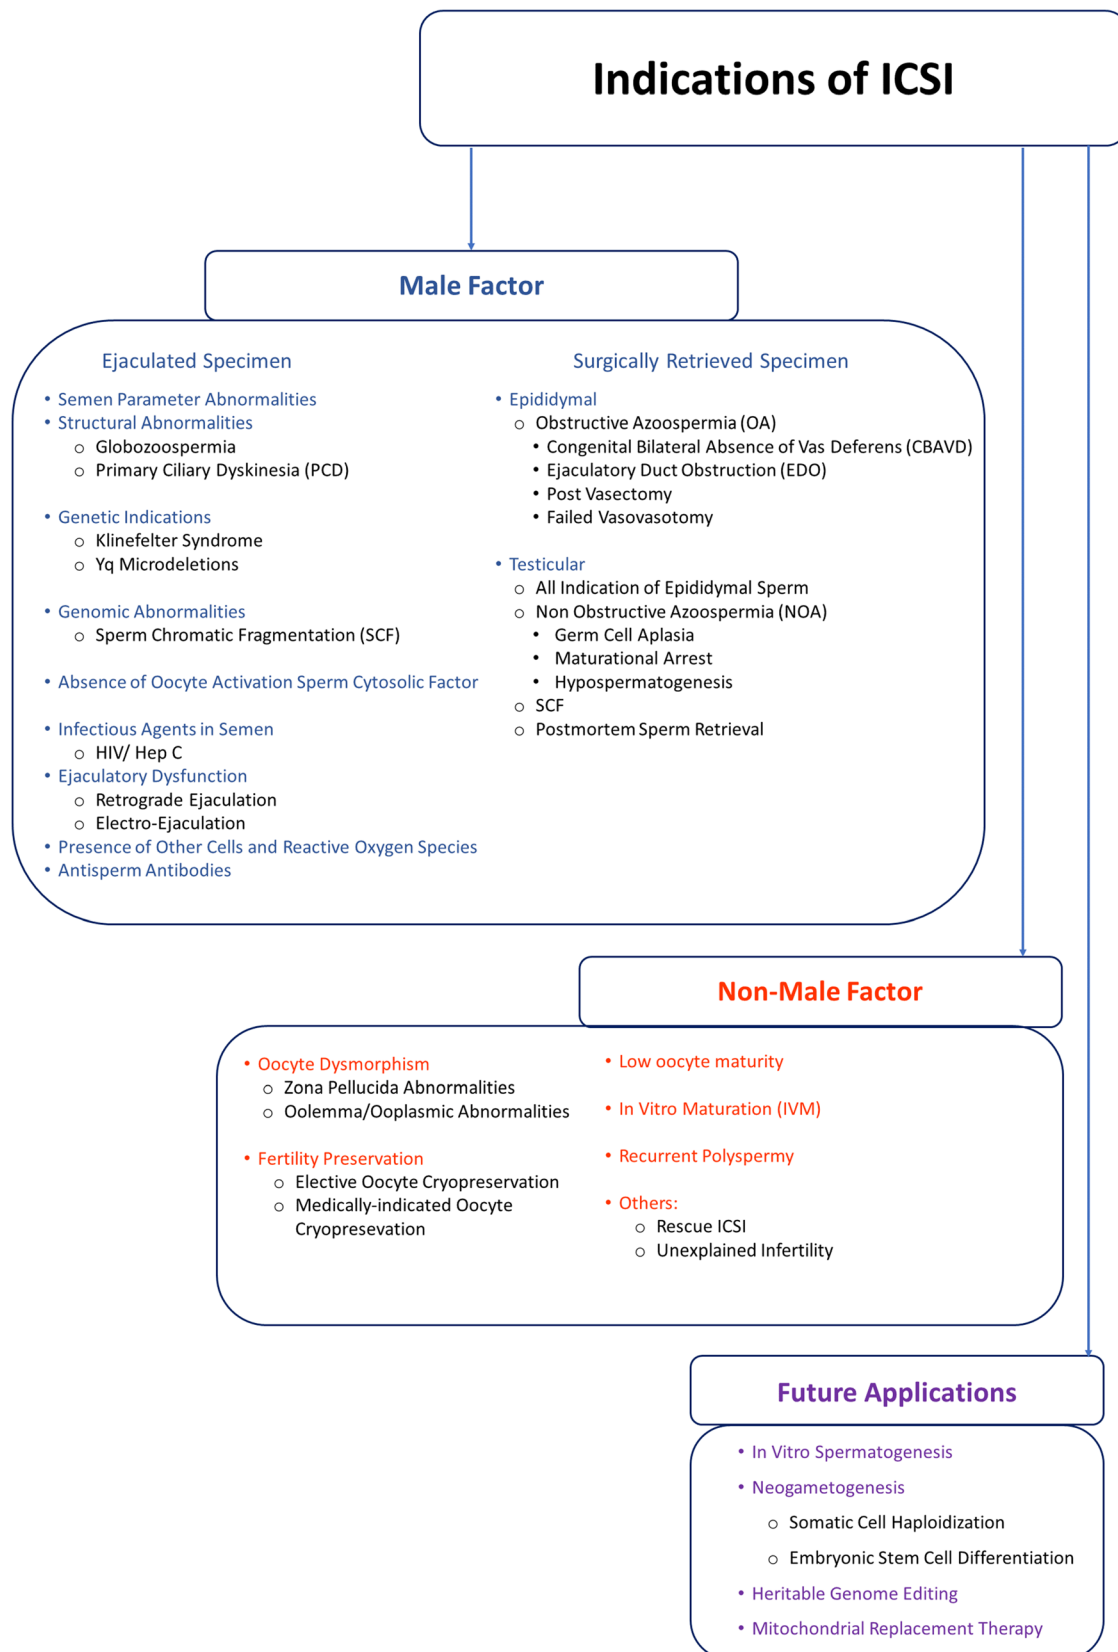 Indications of ICSI
Male Factor
Ejaculated Specimen
• Semen Parameter Abnormalities
• Structural Abnormalities
o Globozoospermia
o Primary Ciliary Dyskinesia (PCD)
• Genetic Indications
o Klinefelter Syndrome
o Yq Microdeletions
• Genomic Abnormalities
o Sperm Chromatic Fragmentation (SCF)
• Absence of Oocyte Activation Sperm Cytosolic Factor
• Infectious Agents in Semen
o HIV/ Hep C
• Ejaculatory Dysfunction
o Retrograde Ejaculation
o Electro-Ejaculation
• Presence of Other Cells and Reactive Oxygen Species
• Antisperm Antibodies
Surgically Retrieved Specimen
• Epididymal
o Obstructive Azoospermia (OA)
• Congenital Bilateral Absence of Vas Deferens (CBAVD)
• Ejaculatory Duct Obstruction (EDO)
• Post Vasectomy
• Failed Vasovasotomy
• Testicular
o All Indication of Epididymal Sperm
o Non Obstructive Azoospermia (NOA)
• Germ Cell Aplasia
• Maturational Arrest
• Hypospermatogenesis
o SCF
o Postmortem Sperm Retrieval
Non-Male Factor
• Oocyte Dysmorphism
o Zona Pellucida Abnormalities
o Oolemma/Ooplasmic Abnormalities
• Fertility Preservation
o Elective Oocyte Cryopreservation
o Medically-indicated Oocyte
Cryopresevation
• Low oocyte maturity
• In Vitro Maturation (IVM)
• Recurrent Polyspermy
• Others:
o Rescue ICSI
o Unexplained Infertility
Future Applications
• In Vitro Spermatogenesis
• Neogametogenesis
o Somatic Cell Haploidization
o Embryonic Stem Cell Differentiation
• Heritable Genome Editing
• Mitochondrial Replacement Therapy